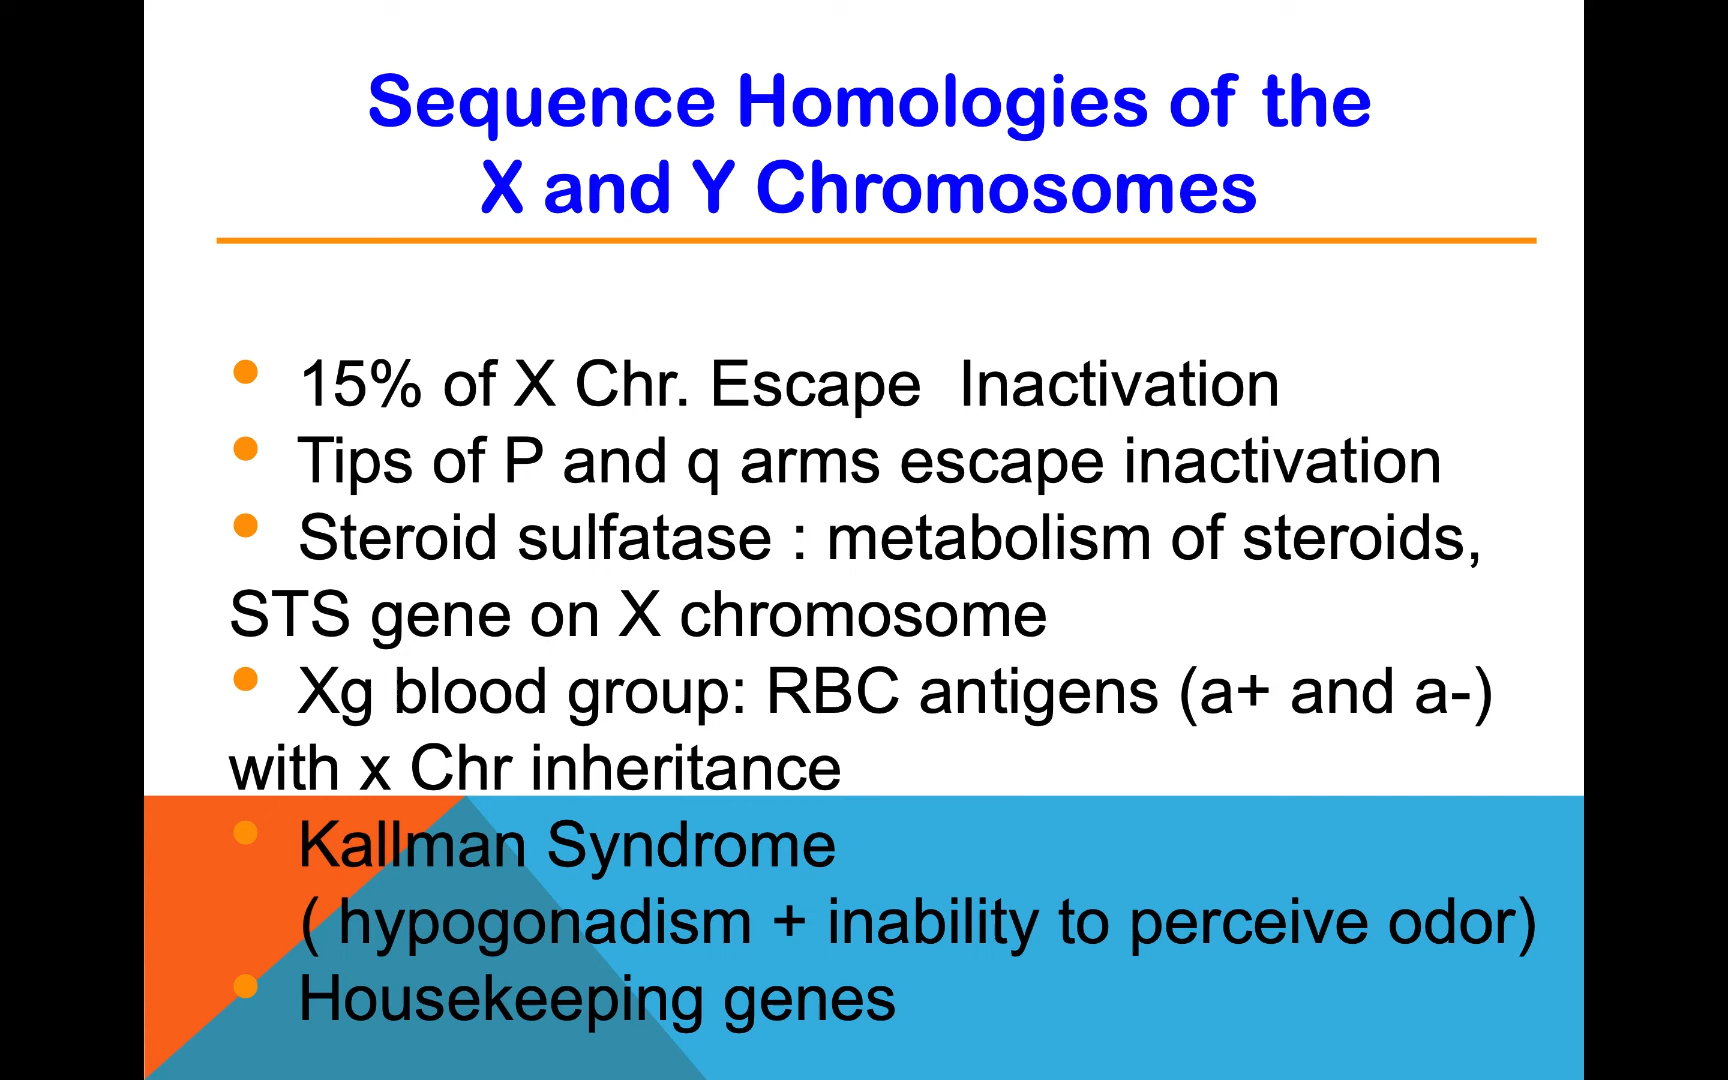 Sequence Homologies of the
X and Y Chromosomes
• 15% of X Chr. Escape  Inactivation
• Tips of P and q arms escape inactivation
• Steroid sulfatase : metabolism of steroids,
STS gene on X chromosome
• Xg blood group: RBC antigens (a+ and a-)
with x Chr inheritance
• Kallman Syndrome
( hypogonadism + inability to perceive odor)
• Housekeeping genes